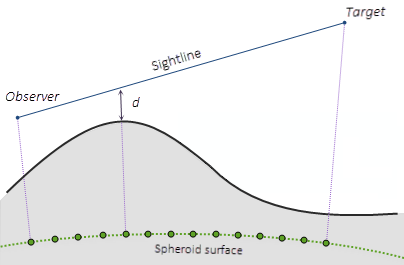 Target
Sightline
Observer
d
Spheroid surface